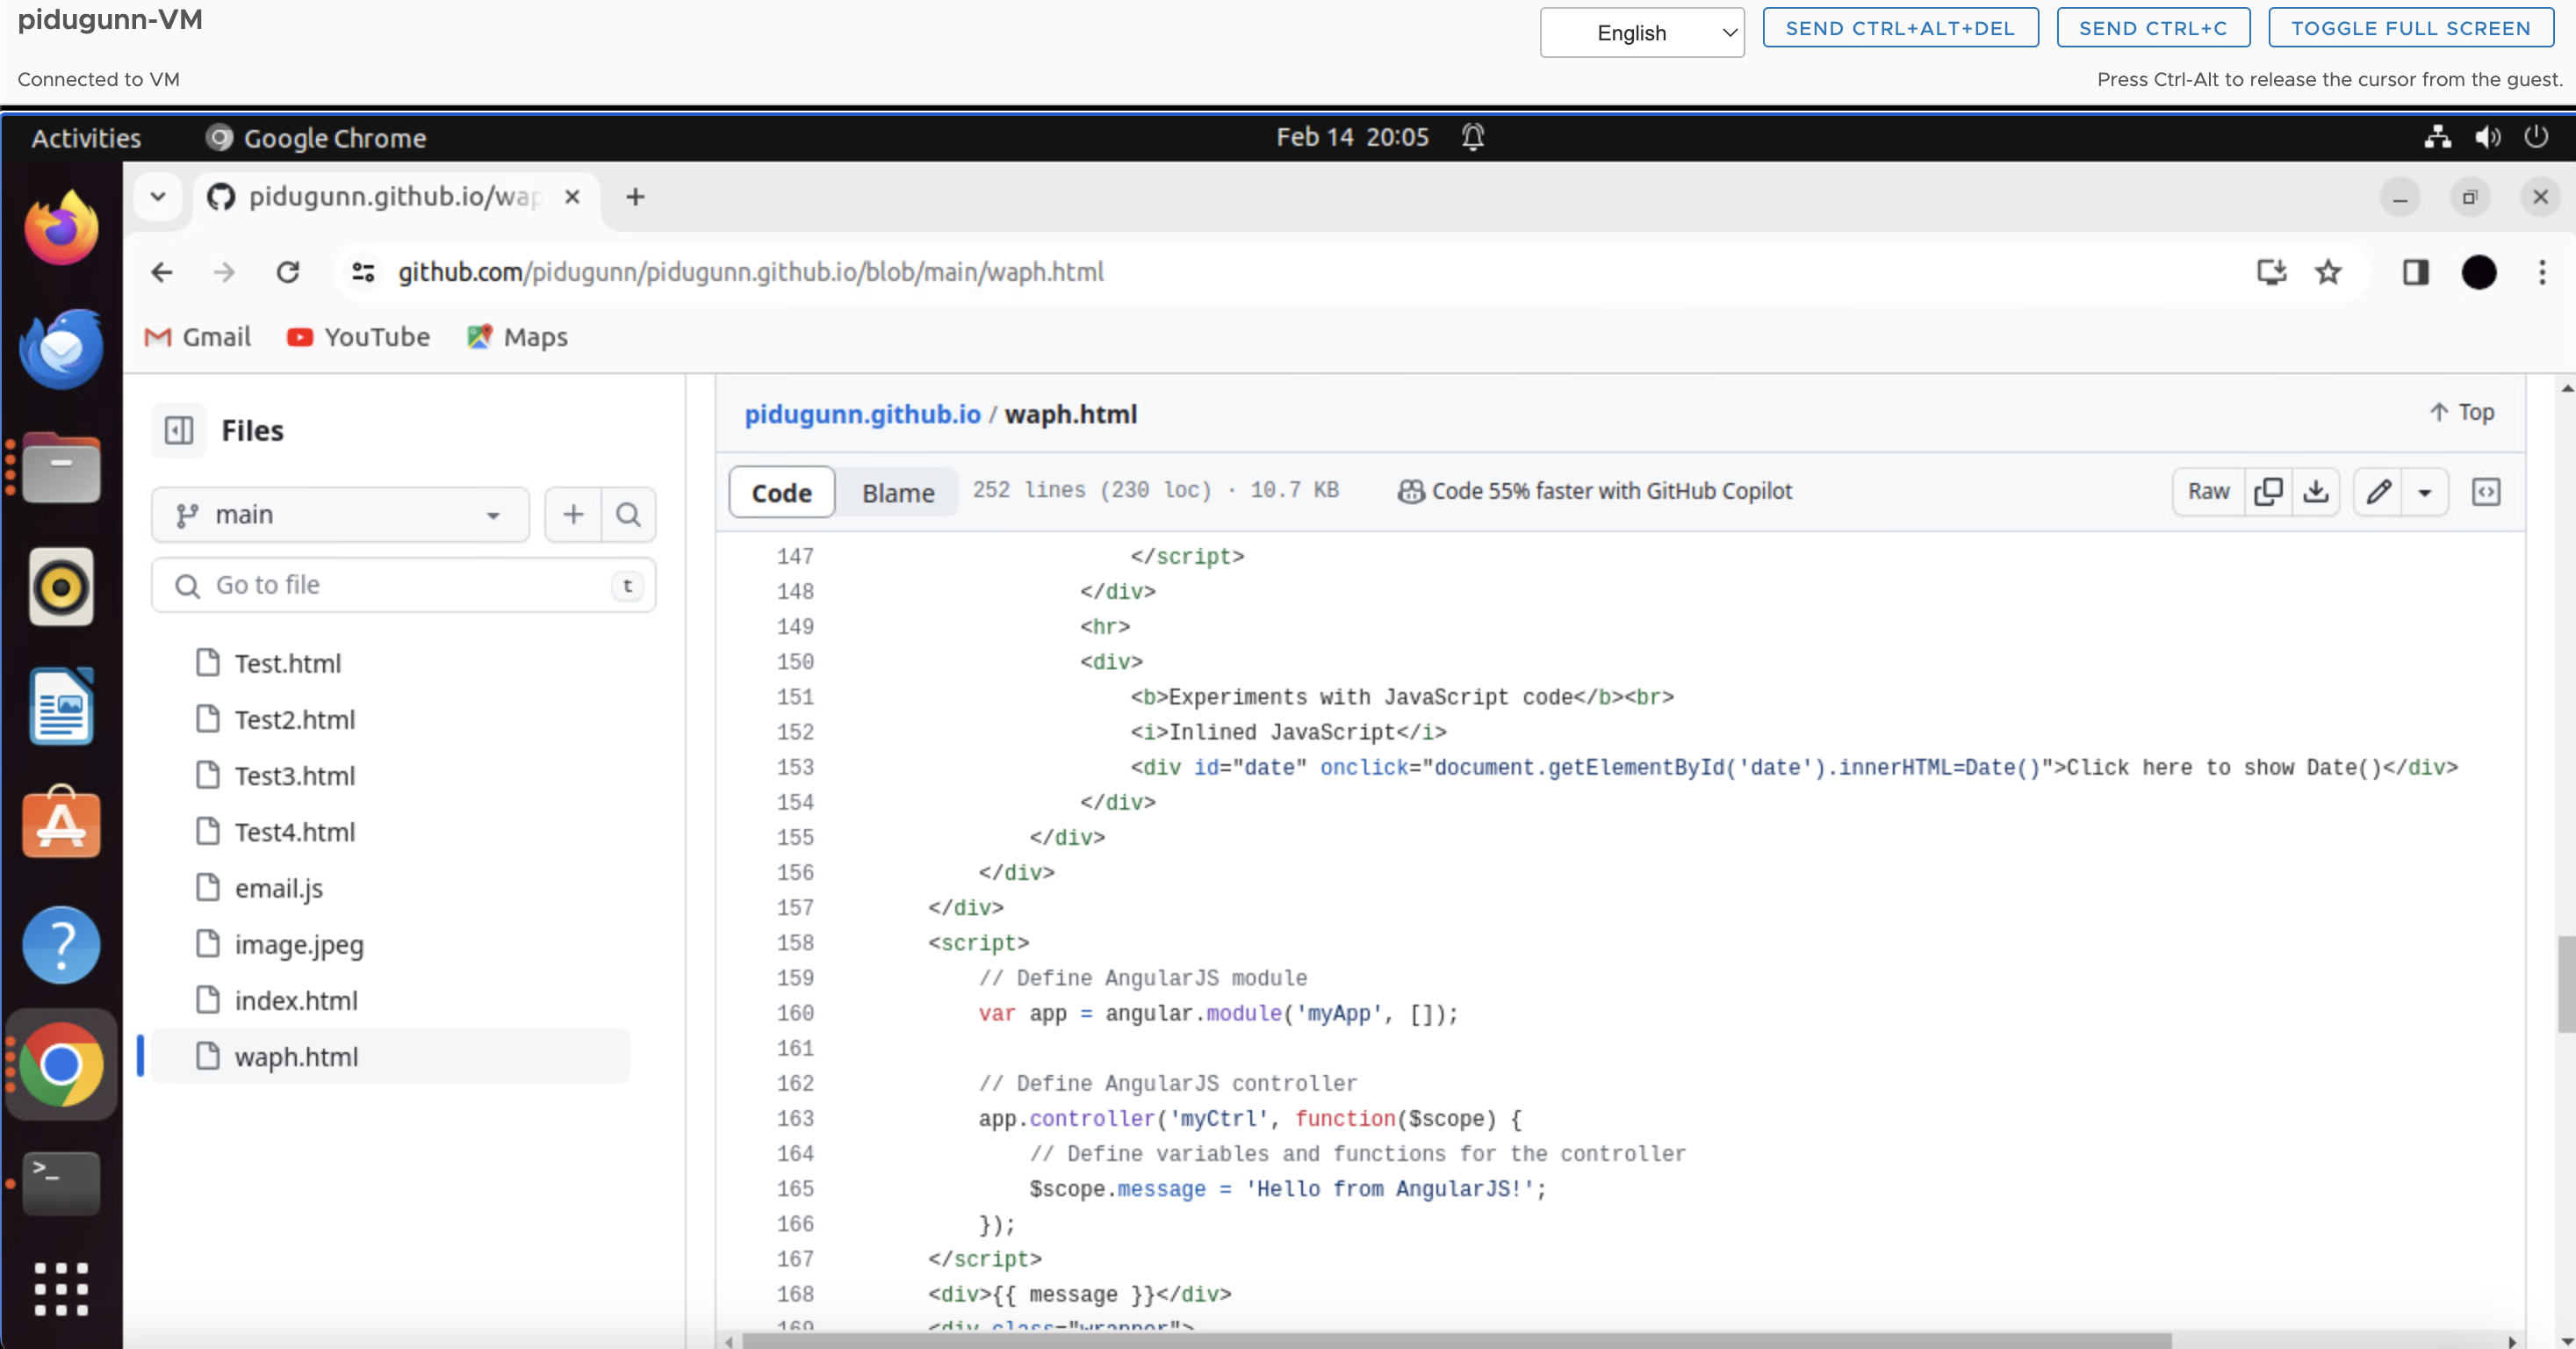 pidugunn-VM
English
SEND CTRL+ALT+DEL
SEND CTRL+C
TOGGLE FULL SCREEN
Connected to VM
Press Ctrl-Alt to release the cursor from the guest.
Activities
Google Chrome
Feb 14 20:05
pidugunn.github.io/wap
github.com/pidugunn/pidugunn.github.io/blob/main/waph.html
Gmail
YouTube
Maps
Files
main
Go to file
t
Test.html
Test2.html
Test3.html
Test4.html
email.js
image.jpeg
index.html
waph.html
pidugunn.github.io / waph.html
Top
Code
Blame
252 lines (230 loc) · 10.7 KB
Code 55% faster with GitHub Copilot
Raw
147 </script>
148 </div>
149 <hr>
150 <div>
151 <b>Experiments with JavaScript code</b><br>
152 <i>Inlined JavaScript</i>
153 <div id="date" onclick="document.getElementById('date').innerHTML=Date()">Click here to show Date()</div>
154 </div>
155 </div>
156 </div>
157 </div>
158 <script>
159 // Define AngularJS module
160 var app = angular.module('myApp', []);
161
162 // Define AngularJS controller
163 app.controller('myCtrl', function($scope) {
164 // Define variables and functions for the controller
165 $scope.message = 'Hello from AngularJS!';
166 });
167 </script>
168 <div>{{ message }}</div>
169 <div class="wrapper">